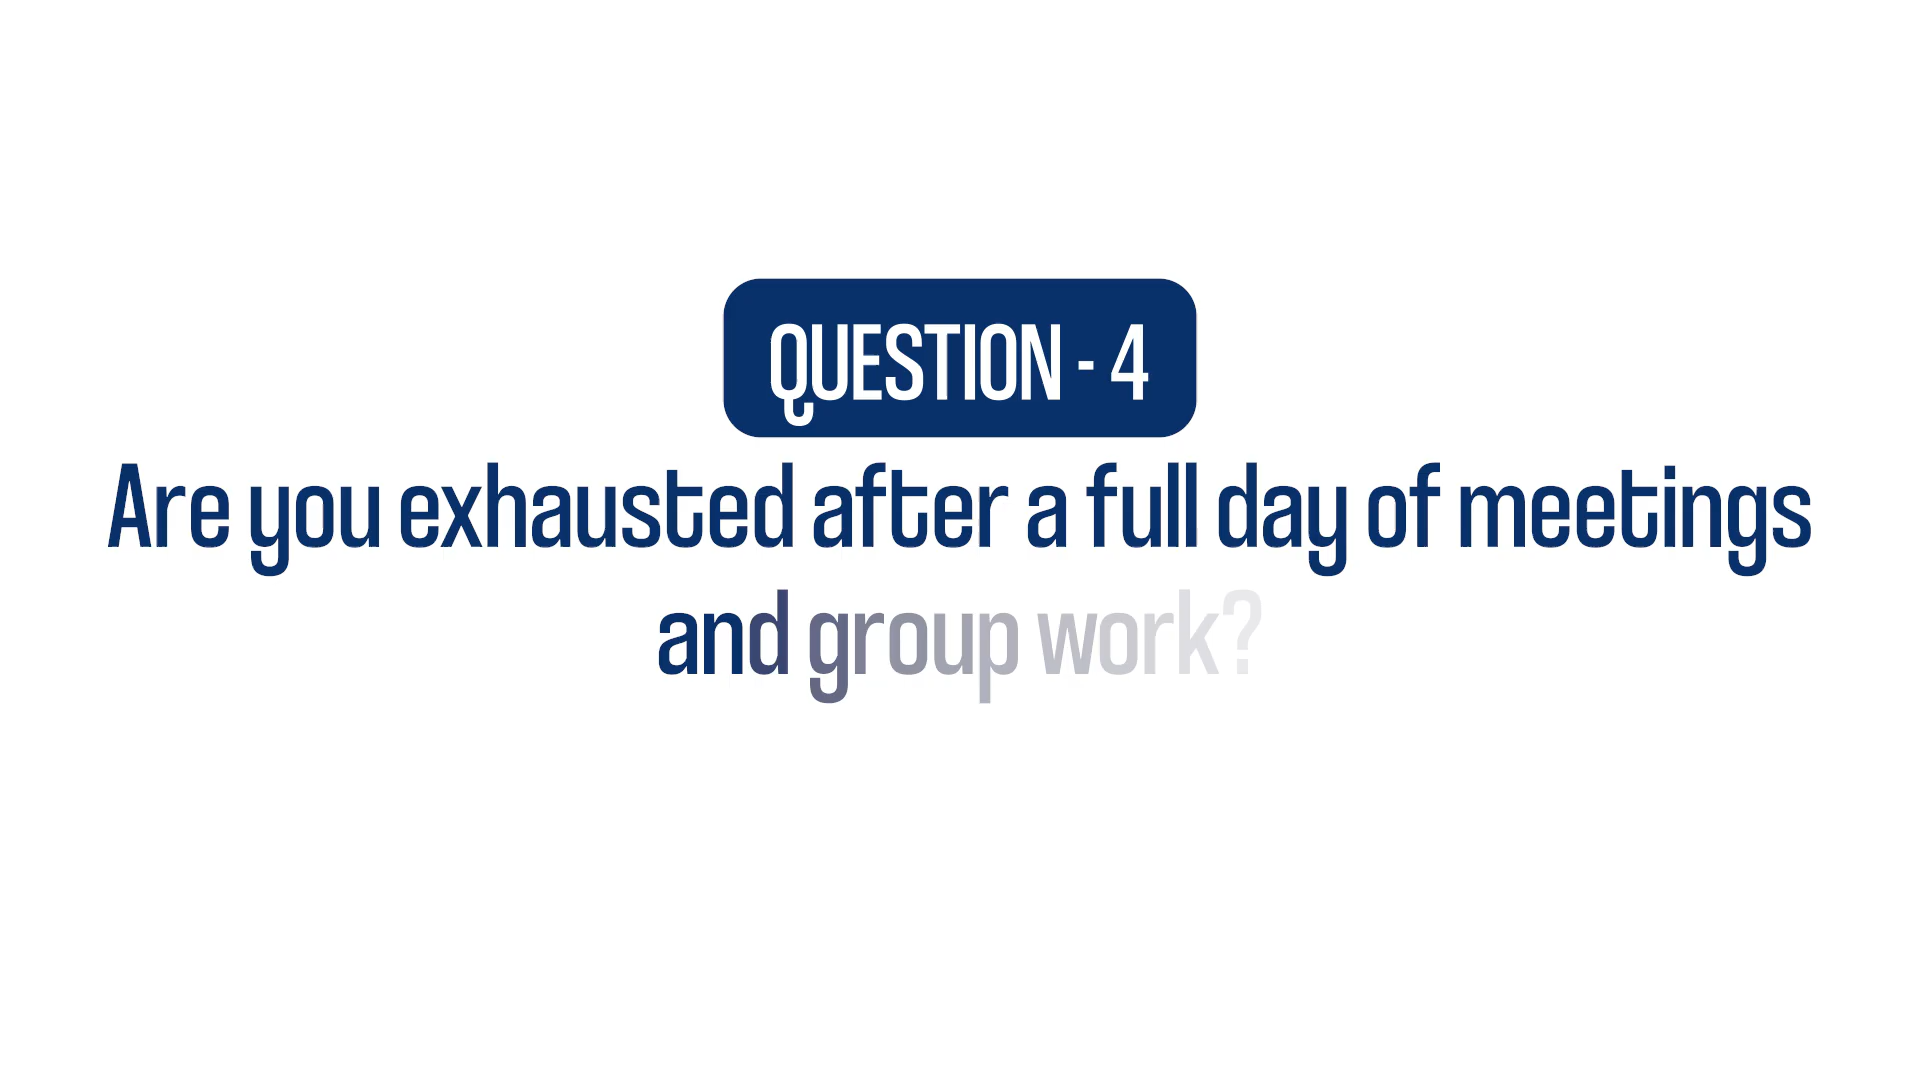 QUESTION - 4
Are you exhausted after a full day of meetings
and group work?